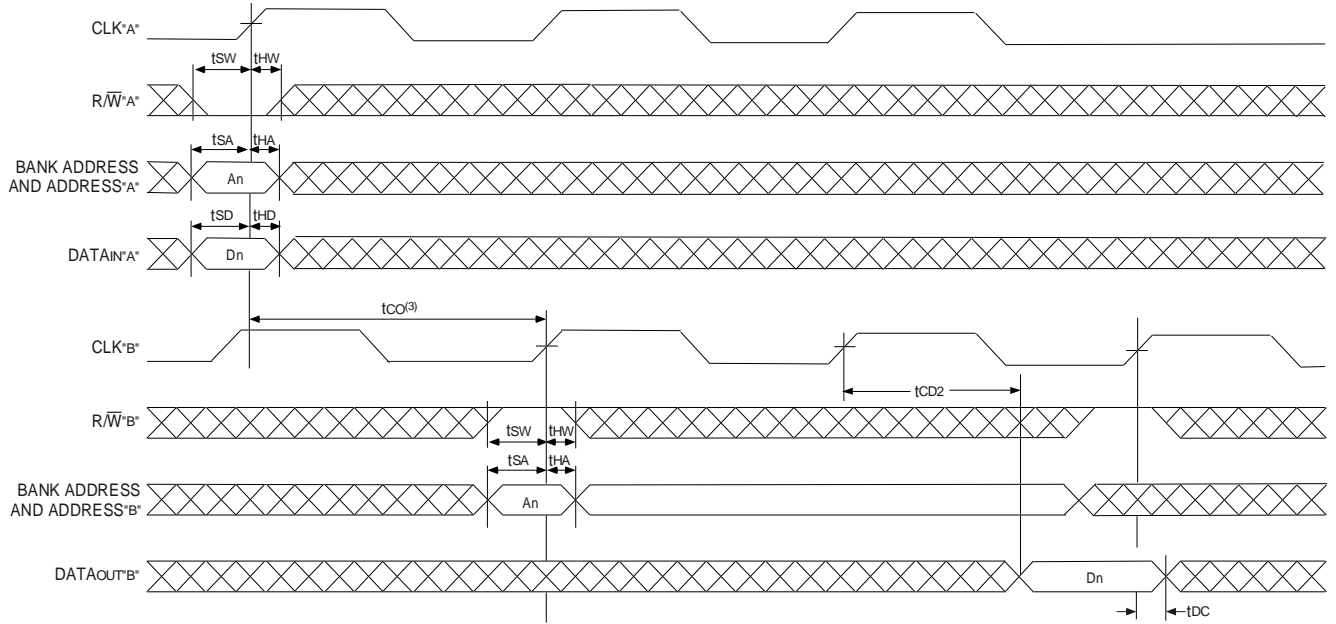 CLK"A"
tSW tHW
R/W̅"A"
tSA tHA
BANK ADDRESS
AND ADDRESS"A"
An
tSD tHD
DATAIN"A"
Dn
tCO(3)
CLK"B"
tCD2
R/W̅"B"
tSW tHW
tSA tHA
BANK ADDRESS
AND ADDRESS"B"
An
DATAOUT"B"
Dn
tDC